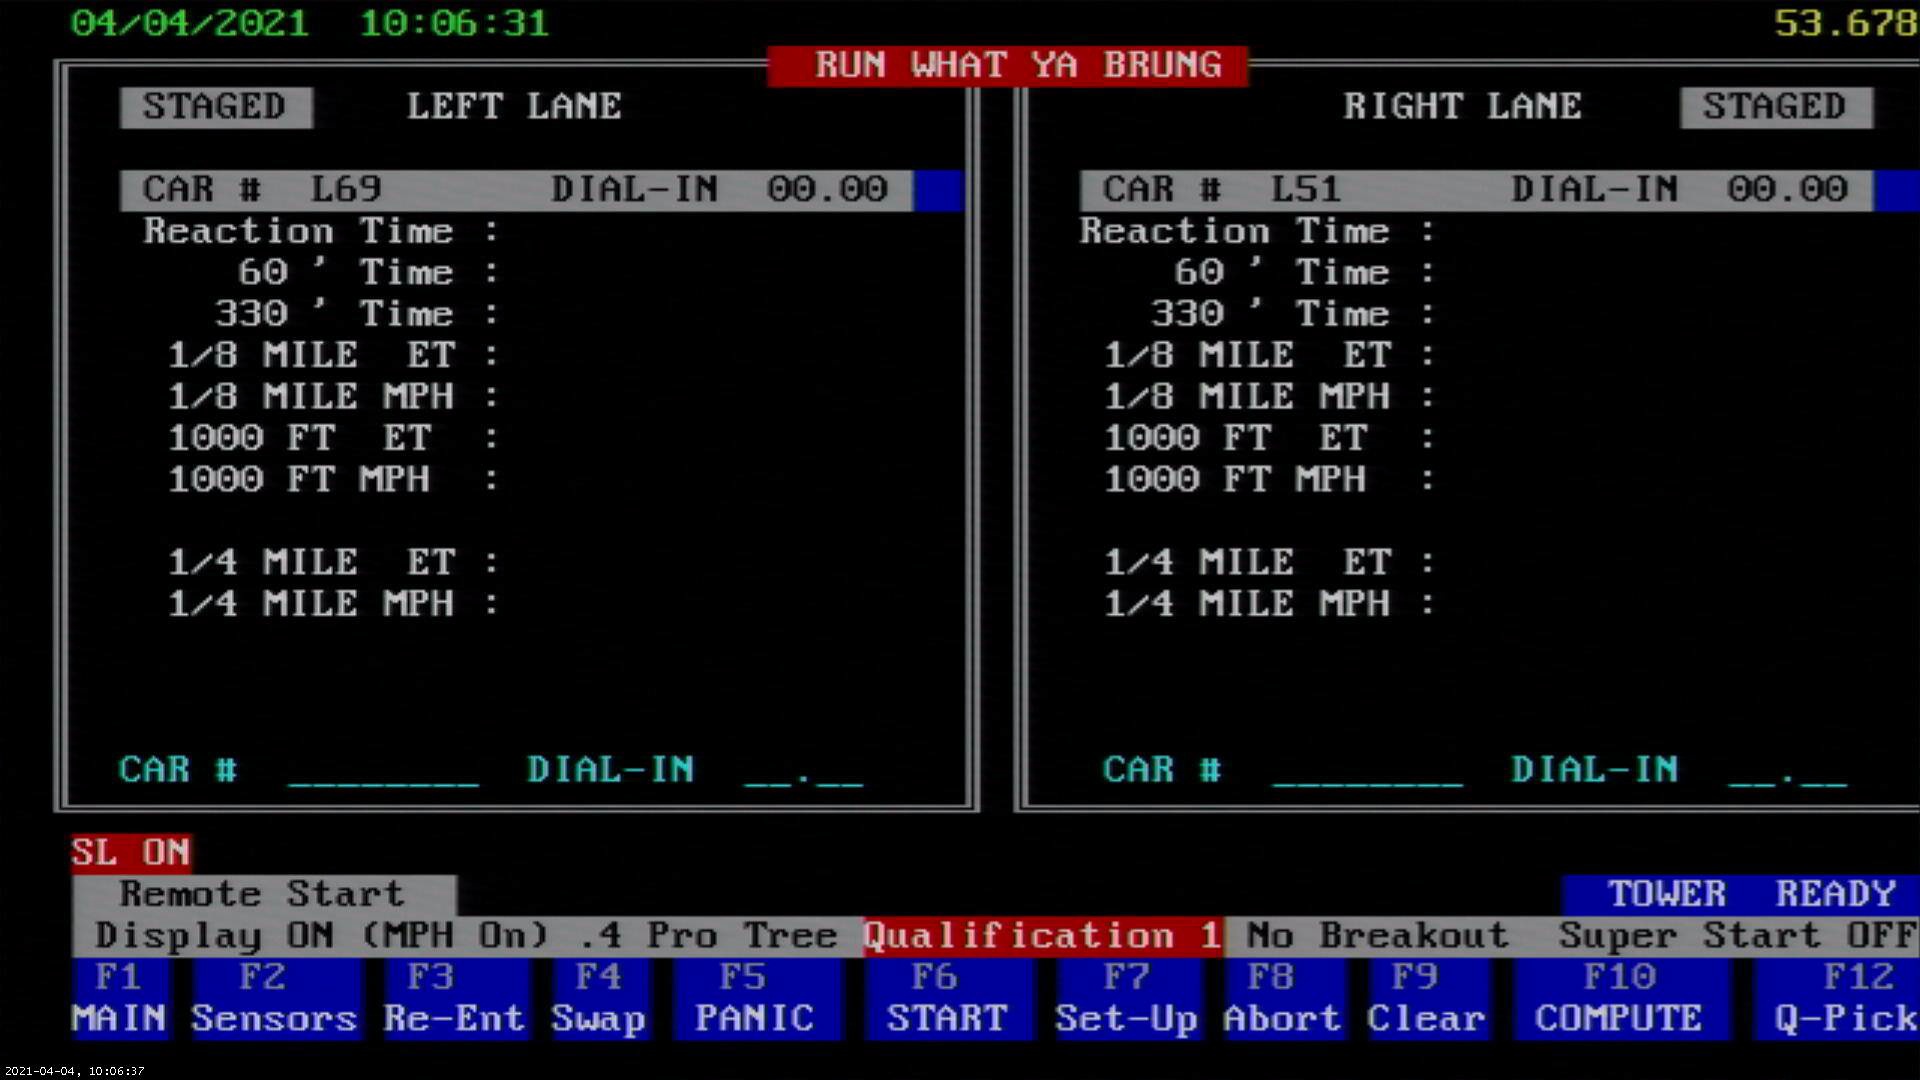 04/04/2021 10:06:31 53.678
RUN WHAT YA BRUNG
STAGED LEFT LANE RIGHT LANE STAGED
CAR # L69 DIAL-IN 00.00 CAR # L51 DIAL-IN 00.00
Reaction Time : Reaction Time :
60 ' Time : 60 ' Time :
330 ' Time : 330 ' Time :
1/8 MILE ET : 1/8 MILE ET :
1/8 MILE MPH : 1/8 MILE MPH :
1000 FT ET : 1000 FT ET :
1000 FT MPH : 1000 FT MPH :
1/4 MILE ET : 1/4 MILE ET :
1/4 MILE MPH : 1/4 MILE MPH :
CAR # ________ DIAL-IN __.__ CAR # ________ DIAL-IN __.__
SL ON
Remote Start TOWER READY
Display ON (MPH On) .4 Pro Tree Qualification 1 No Breakout Super Start OFF
F1 F2 F3 F4 F5 F6 F7 F8 F9 F10 F12
MAIN Sensors Re-Ent Swap PANIC START Set-Up Abort Clear COMPUTE Q-Pick
2021-04-04, 10:06:37